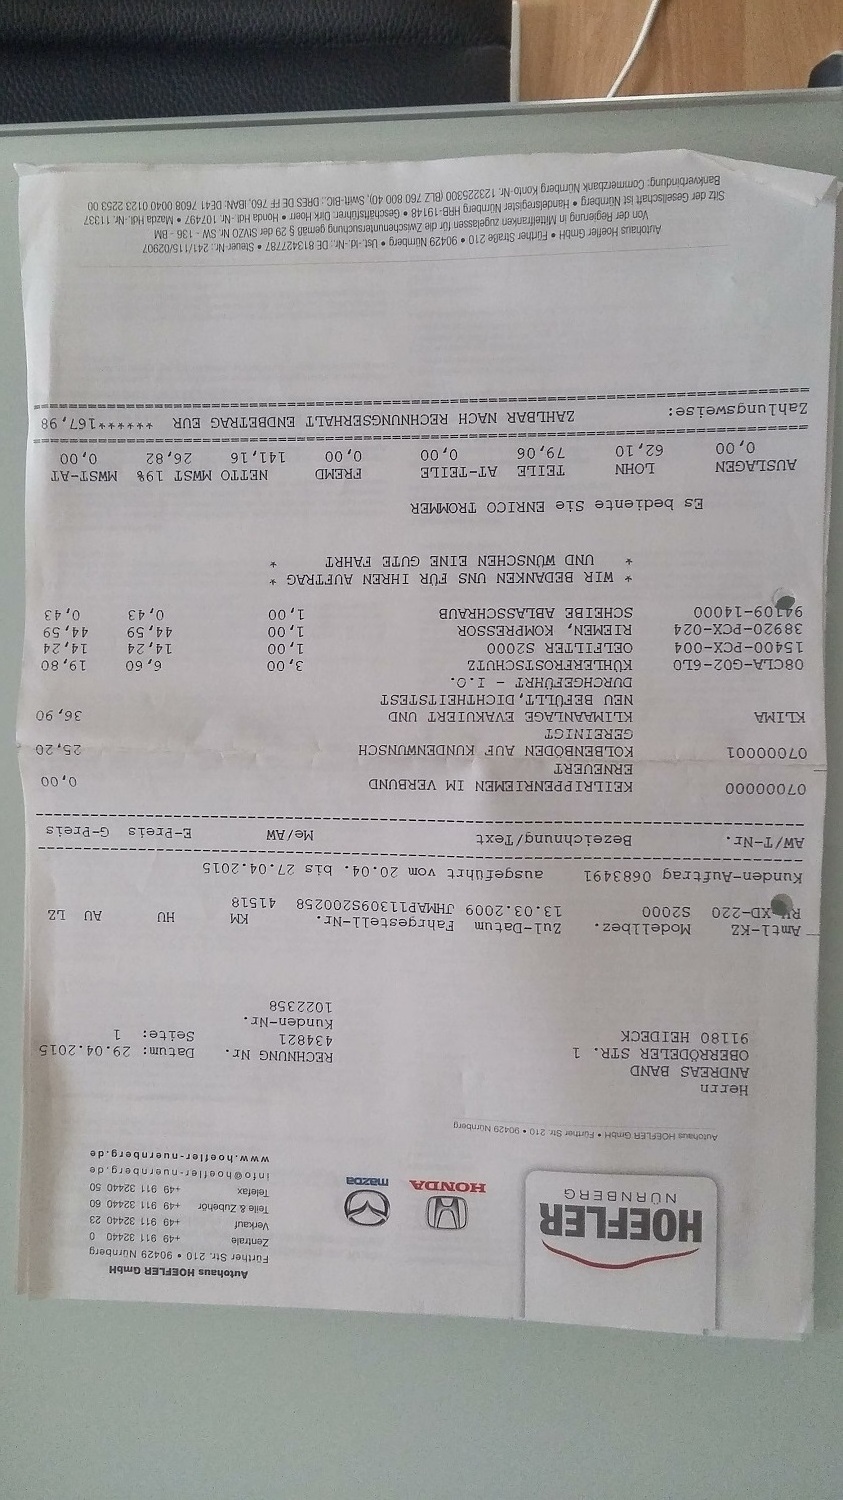 HOEFLER
NÜRNBERG
HONDA
mazda
Autohaus HOEFLER GmbH
Fürther Str. 210 • 90429 Nürnberg
Zentrale +49 911 32440 0
Verkauf +49 911 32440 23
Teile & Zubehör +49 911 32440 60
Telefax +49 911 32440 50
info@hoefler-nuernberg.de
www.hoefler-nuernberg.de
Autohaus HOEFLER GmbH • Fürther Str. 210 • 90429 Nürnberg
Herrn
ANDREAS BAND
OBERRÖDELER STR. 1
91180 HEIDECK
RECHNUNG Nr. Datum: 29.04.2015
434821 Seite: 1
Kunden-Nr.
1022358
Amtl-KZ Modellbez. Zul-Datum Fahrgestell-Nr. KM HU AU LZ
XD-220 S2000 13.03.2009 JHMAP11309S200258 41518
Kunden-Auftrag 0683491 ausgeführt vom 20.04. bis 27.04.2015
AW/T-Nr. Bezeichnung/Text Me/AW E-Preis G-Preis
07000000 KEILRIPPENRIEMEN IM VERBUND 0,00
ERNEUERT
07000001 KOLBENBÖDEN AUF KUNDENWUNSCH 25,20
GEREINIGT
KLIMA KLIMAANLAGE EVAKUIERT UND 36,90
NEU BEFÜLLT,DICHTHEITSTEST
DURCHGEFÜHRT - I.O.
08CLA-G02-6L0 KÜHLERFROSTSCHUTZ 3,00 6,60 19,80
15400-PCX-004 OELFILTER S2000 1,00 14,24 14,24
38920-PCX-024 RIEMEN, KOMPRESSOR 1,00 44,59 44,59
94109-14000 SCHEIBE ABLASSCHRAUB 1,00 0,43 0,43
* WIR BEDANKEN UNS FÜR IHREN AUFTRAG *
* UND WÜNSCHEN EINE GUTE FAHRT *
Es bediente Sie ENRICO TROMMER
AUSLAGEN LOHN TEILE AT-TEILE FREMD NETTO MWST 19% MWST-AT
0,00 62,10 79,06 0,00 0,00 141,16 26,82 0,00
Zahlungsweise: ZAHLBAR NACH RECHNUNGSERHALT ENDBETRAG EUR ******167,98
Autohaus Hoefler GmbH • Fürther Straße 210 • 90429 Nürnberg • Ust.-Id.-Nr.: DE 813427787 • Steuer-Nr.: 241/115/02907
Von der Regierung in Mittelfranken zugelassen für die Zwischenuntersuchung gemäß § 29 der StVZO Nr. SW - 136 - BM
Sitz der Gesellschaft ist Nürnberg • Handelsregister Nürnberg HRB-19148 • Geschäftsführer: Dirk Hoerr • Honda Hdl.-Nr. 107497 • Mazda Hdl.-Nr. 11337
Bankverbindung: Commerzbank Nürnberg Konto-Nr. 123225300 (BLZ 760 800 40), Swift-BIC.: DRES DE FF 760, IBAN: DE41 7608 0040 0123 2253 00